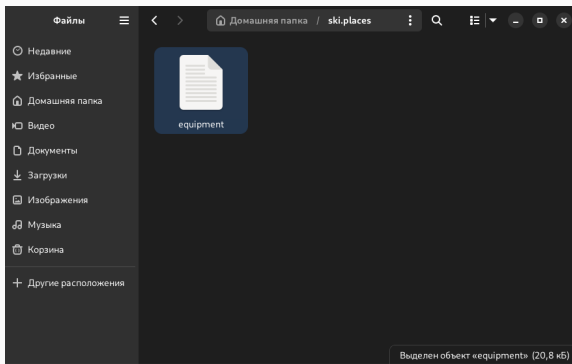 Файлы
Домашняя папка / ski.places
Недавние
Избранные
Домашняя папка
Видео
Документы
Загрузки
Изображения
Музыка
Корзина
Другие расположения
equipment
Выделен объект «equipment» (20,8 кБ)